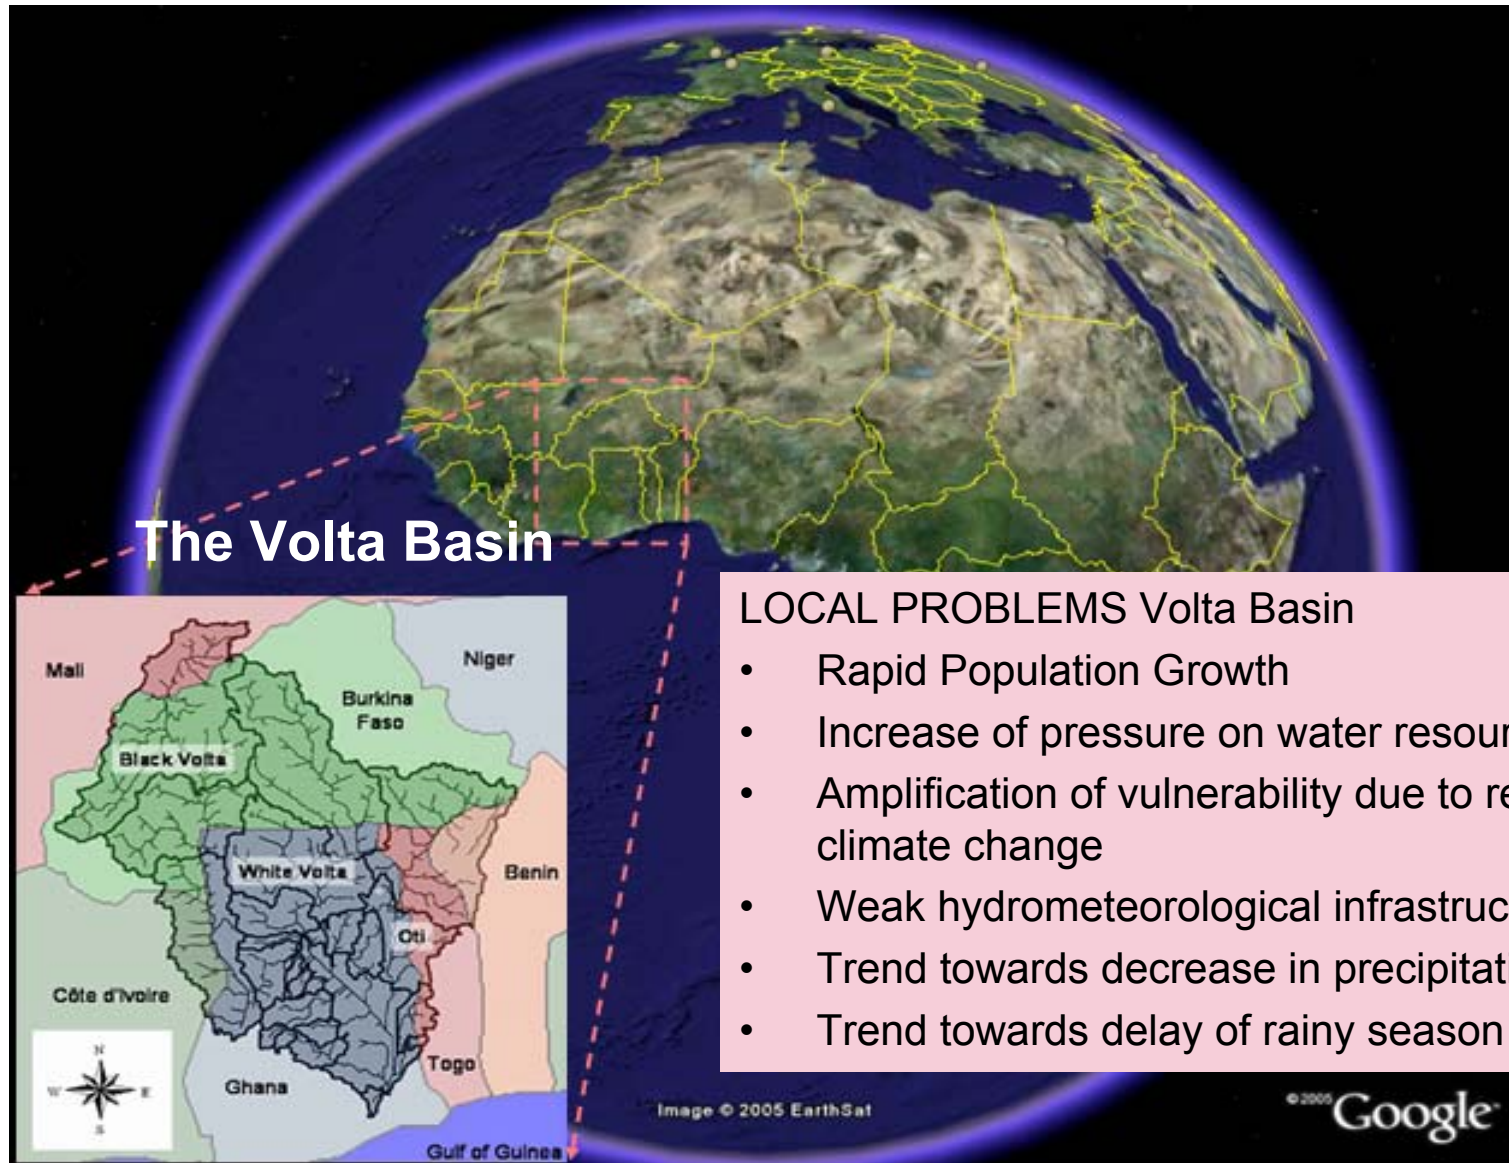 The Volta Basin
Mali
Niger
Burkina
Faso
Black Volta
White Volta
Benin
Oti
Côte d'Ivoire
Togo
Ghana
Gulf of Guinea
N
W
E
S
LOCAL PROBLEMS Volta Basin
• Rapid Population Growth
• Increase of pressure on water resour
• Amplification of vulnerability due to re
climate change
• Weak hydrometeorological infrastruc
• Trend towards decrease in precipitat
• Trend towards delay of rainy season
Image © 2005 EarthSat
©2005 Google